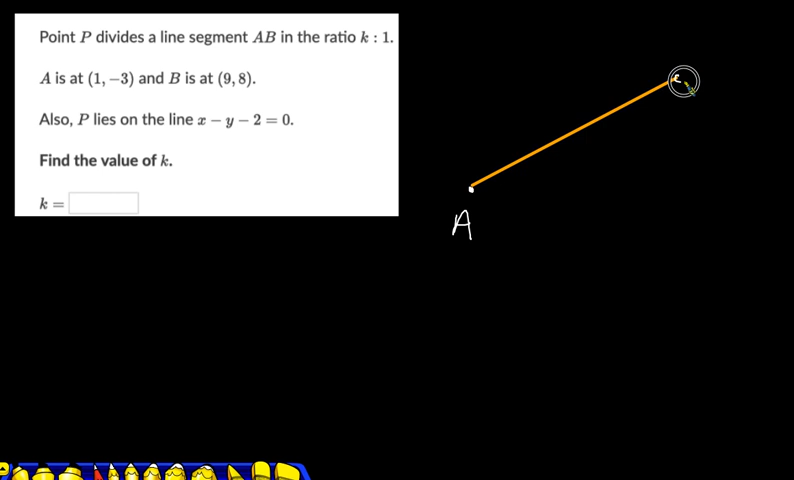 Point P divides a line segment AB in the ratio k : 1.
A is at (1, −3) and B is at (9, 8).
Also, P lies on the line x − y − 2 = 0.
Find the value of k.
k =
A